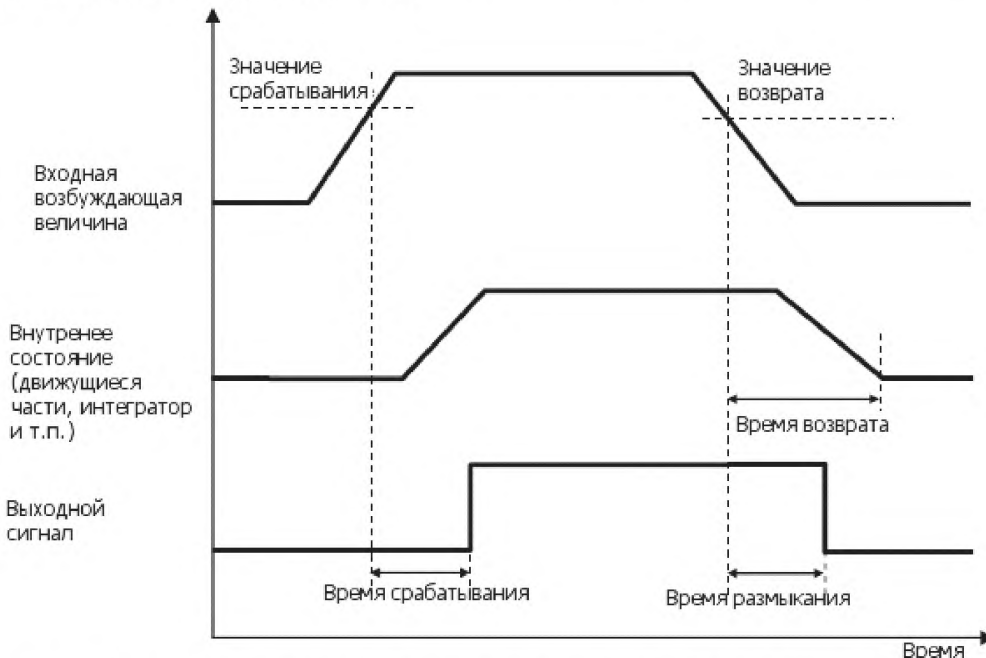 Значение
срабатывания
Значение
возврата
Входная
возбуждающая
величина
Внутренее
состояние
(движущиеся
части, интегратор
и т.п.)
Время возврата
Выходной
сигнал
Время срабатывания
Время размыкания
Время